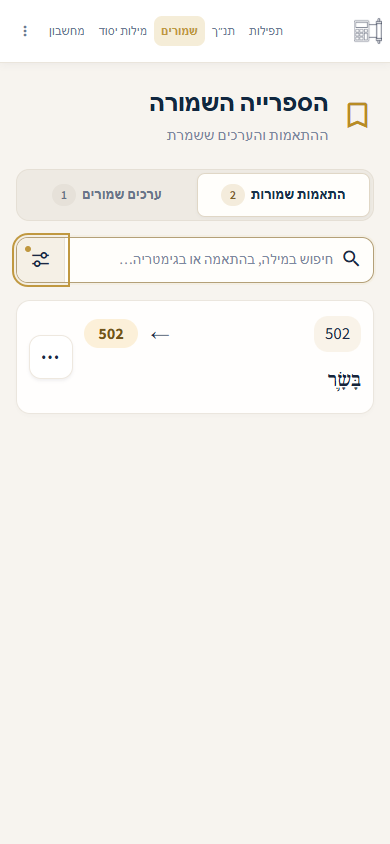 תפילות תנ״ך שמורים מילות יסוד מחשבון
הספרייה השמורה
ההתאמות והערכים ששמרת
התאמות שמורות 2 ערכים שמורים 1
חיפוש במילה, בהתאמה או בגימטריה...
502 ← 502
בָּשָׂ֛ר